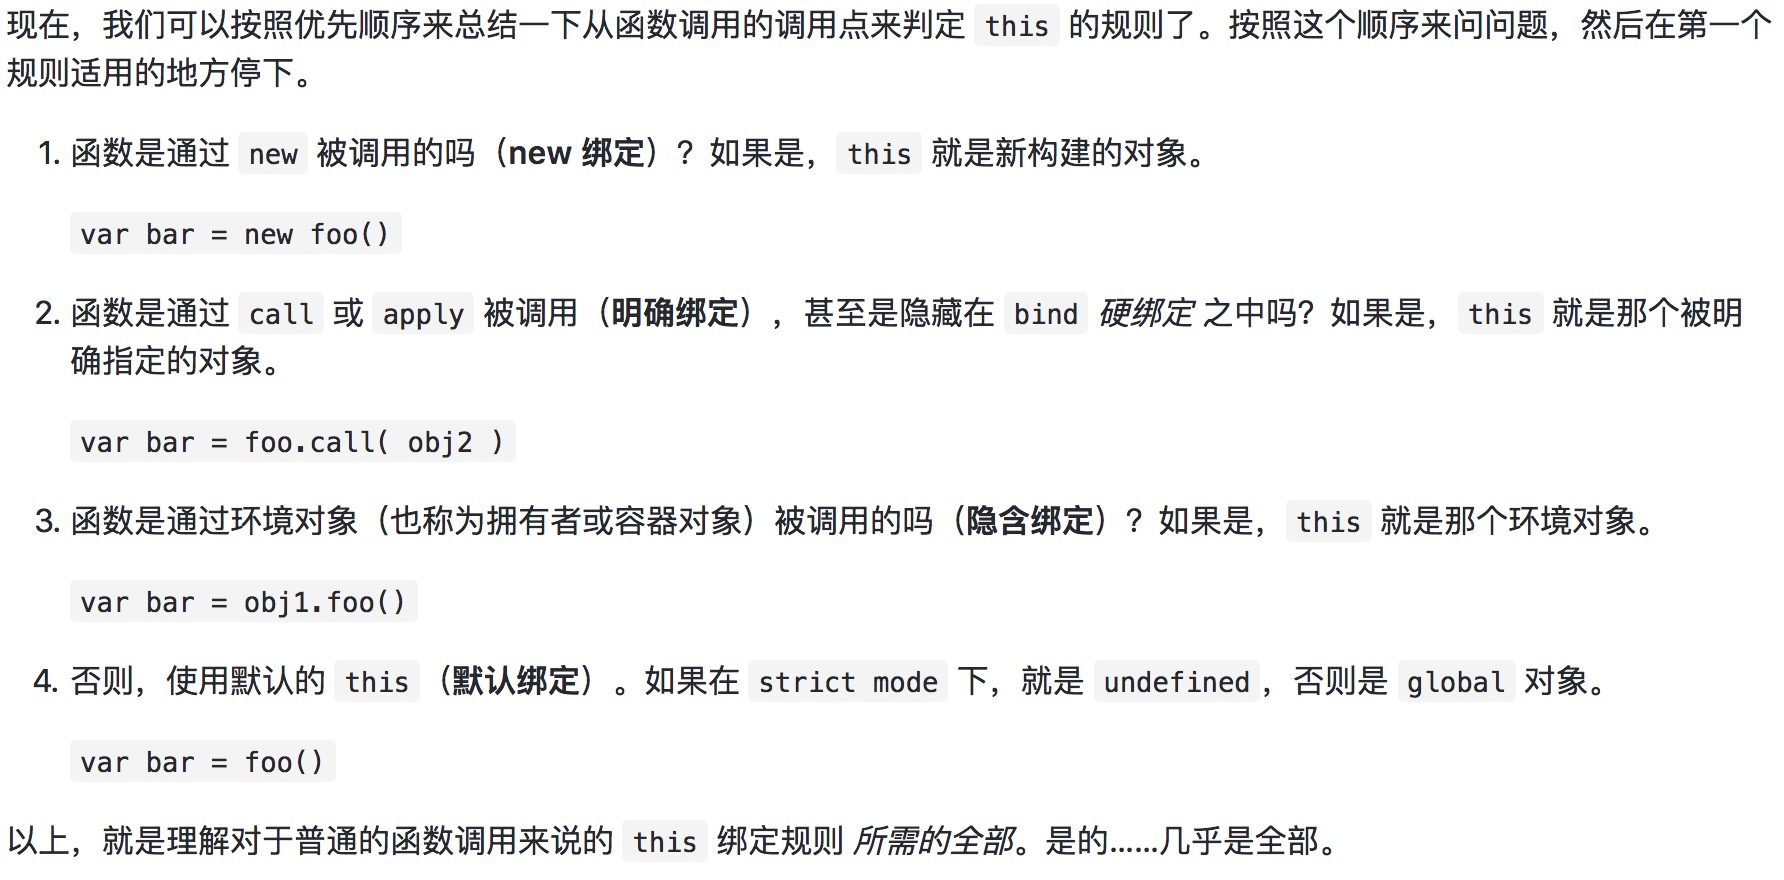 现在，我们可以按照优先顺序来总结一下从函数调用的调用点来判定 this 的规则了。按照这个顺序来问问题，然后在第一个
规则适用的地方停下。
1. 函数是通过 new 被调用的吗（new 绑定）？如果是，this 就是新构建的对象。
var bar = new foo()
2. 函数是通过 call 或 apply 被调用（明确绑定），甚至是隐藏在 bind 硬绑定 之中吗？如果是，this 就是那个被明
确指定的对象。
var bar = foo.call( obj2 )
3. 函数是通过环境对象（也称为拥有者或容器对象）被调用的吗（隐含绑定）？如果是，this 就是那个环境对象。
var bar = obj1.foo()
4. 否则，使用默认的 this（默认绑定）。如果在 strict mode 下，就是 undefined，否则是 global 对象。
var bar = foo()
以上，就是理解对于普通的函数调用来说的 this 绑定规则 所需的全部。是的……几乎是全部。